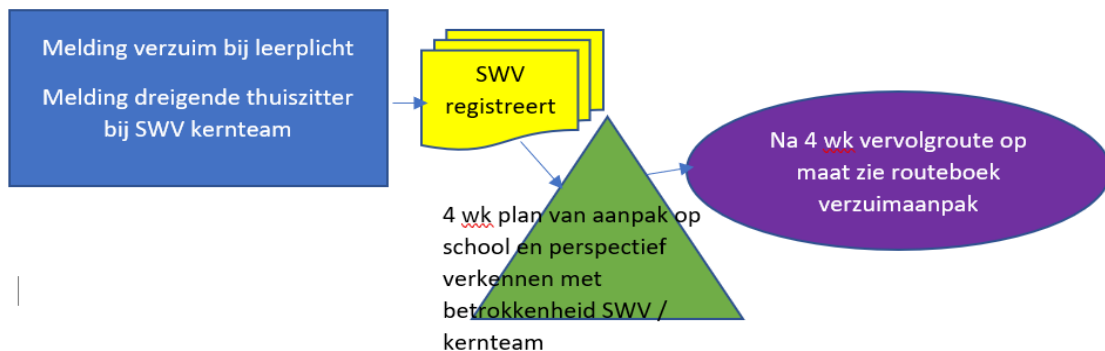 Melding verzuim bij leerplicht
Melding dreigende thuiszitter
bij SWV kernteam
SWV
registreert
4 wk plan van aanpak op
school en perspectief
verkennen met
betrokkenheid SWV /
kernteam
Na 4 wk vervolgroute op
maat zie routeboek
verzuimaanpak